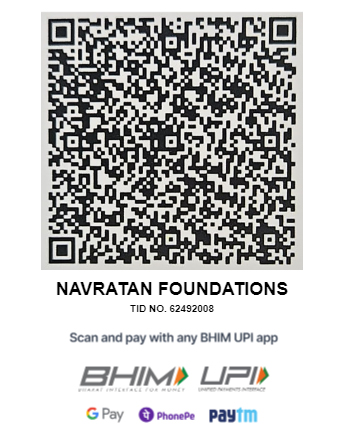 NAVRATAN FOUNDATIONS
TID NO. 62492008
Scan and pay with any BHIM UPI app
BHIM UPI
BHARAT INTERFACE FOR MONEY UNIFIED PAYMENTS INTERFACE
G Pay PhonePe paytm